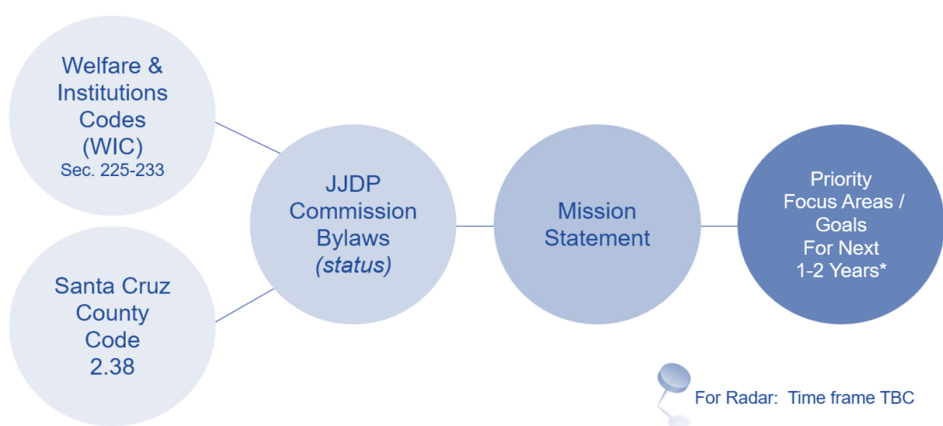 Welfare &
Institutions
Codes
(WIC)
Sec. 225-233
Santa Cruz
County
Code
2.38
JJDP
Commission
Bylaws
(status)
Mission
Statement
Priority
Focus Areas /
Goals
For Next
1-2 Years*
For Radar:  Time frame TBC